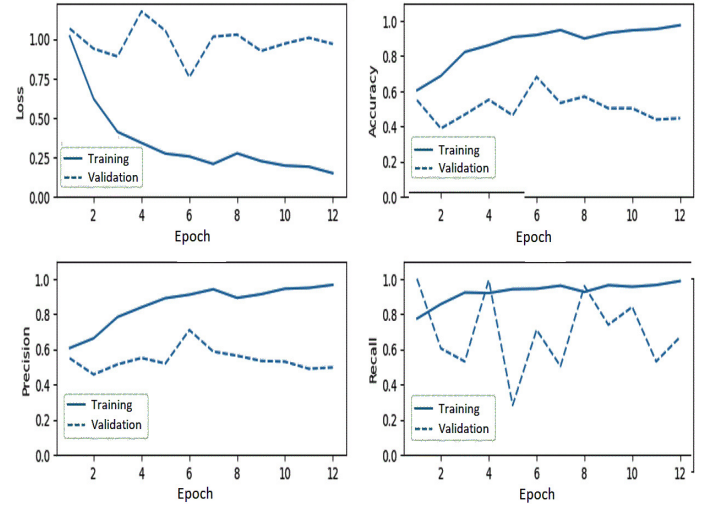 Loss
1.00
0.75
0.50
0.25
0.00
Training
Validation
2 4 6 8 10 12
Epoch
Accuracy
1.0
0.8
0.6
0.4
0.2
0.0
Training
Validation
2 4 6 8 10 12
Epoch
Precision
1.0
0.8
0.6
0.4
0.2
0.0
Training
Validation
2 4 6 8 10 12
Epoch
Recall
1.0
0.8
0.6
0.4
0.2
0.0
Training
Validation
2 4 6 8 10 12
Epoch